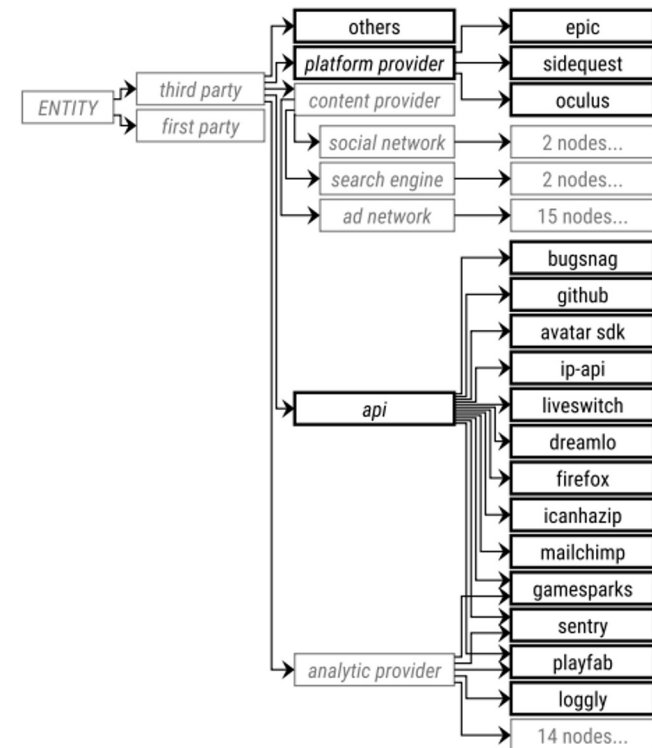 others
epic
platform provider
sidequest
third party
content provider
oculus
ENTITY
first party
social network
2 nodes...
search engine
2 nodes...
ad network
15 nodes...
bugsnag
github
avatar sdk
ip-api
api
liveswitch
dreamlo
firefox
icanhazip
mailchimp
gamesparks
sentry
analytic provider
playfab
loggly
14 nodes...